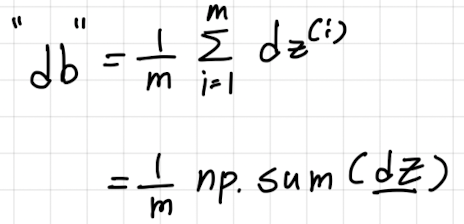 "db" = 1/m Σ_{i=1}^{m} dz^{(i)}
= 1/m np.sum(dZ)